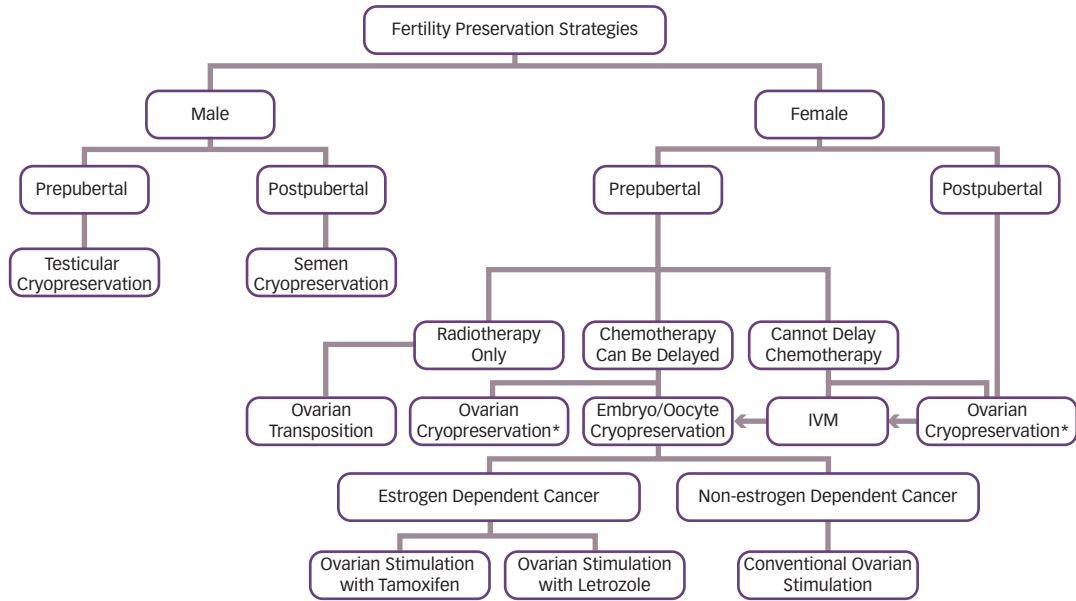 Fertility Preservation Strategies
Male
Female
Prepubertal
Postpubertal
Prepubertal
Postpubertal
Testicular
Cryopreservation
Semen
Cryopreservation
Radiotherapy
Only
Chemotherapy
Can Be Delayed
Cannot Delay
Chemotherapy
Ovarian
Transposition
Ovarian
Cryopreservation*
Embryo/Oocyte
Cryopreservation
IVM
Ovarian
Cryopreservation*
Estrogen Dependent Cancer
Non-estrogen Dependent Cancer
Ovarian Stimulation
with Tamoxifen
Ovarian Stimulation
with Letrozole
Conventional Ovarian
Stimulation